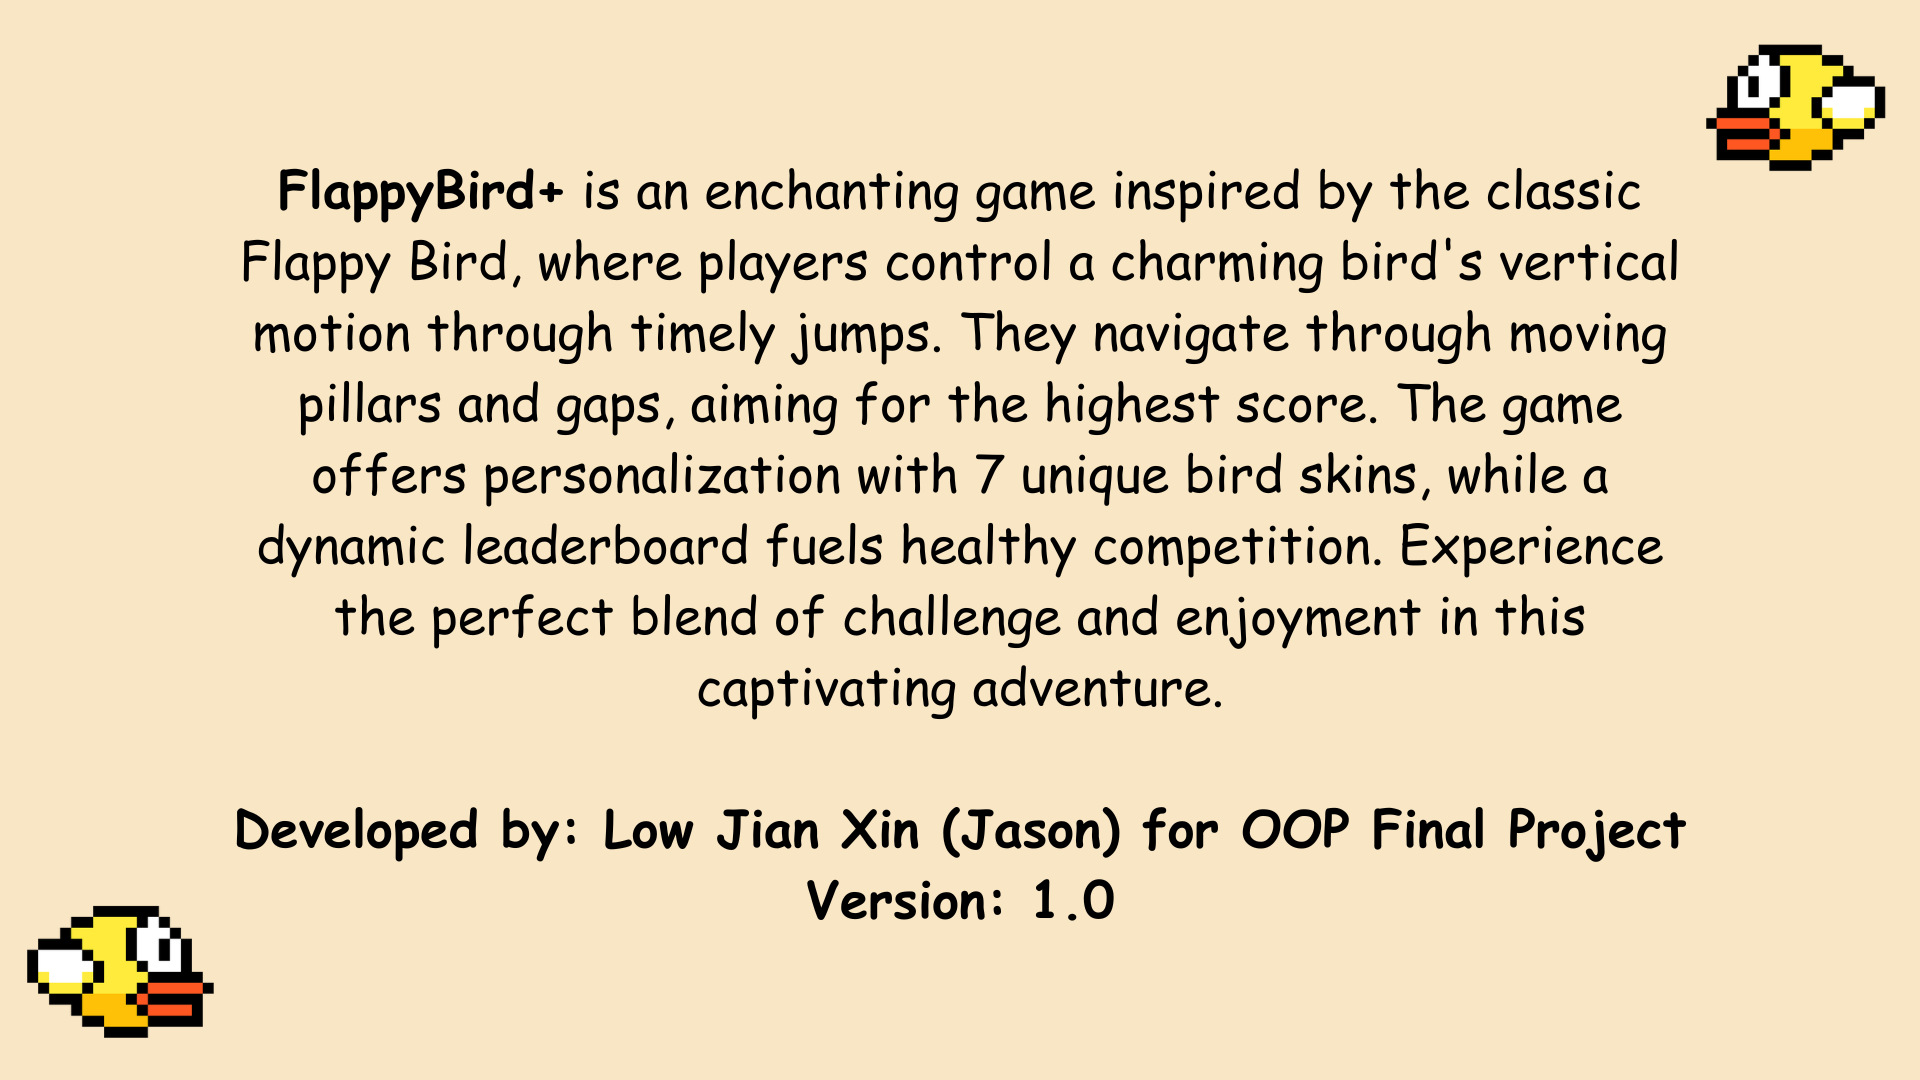 FlappyBird+ is an enchanting game inspired by the classic
Flappy Bird, where players control a charming bird's vertical
motion through timely jumps. They navigate through moving
pillars and gaps, aiming for the highest score. The game
offers personalization with 7 unique bird skins, while a
dynamic leaderboard fuels healthy competition. Experience
the perfect blend of challenge and enjoyment in this
captivating adventure.
Developed by: Low Jian Xin (Jason) for OOP Final Project
Version: 1.0